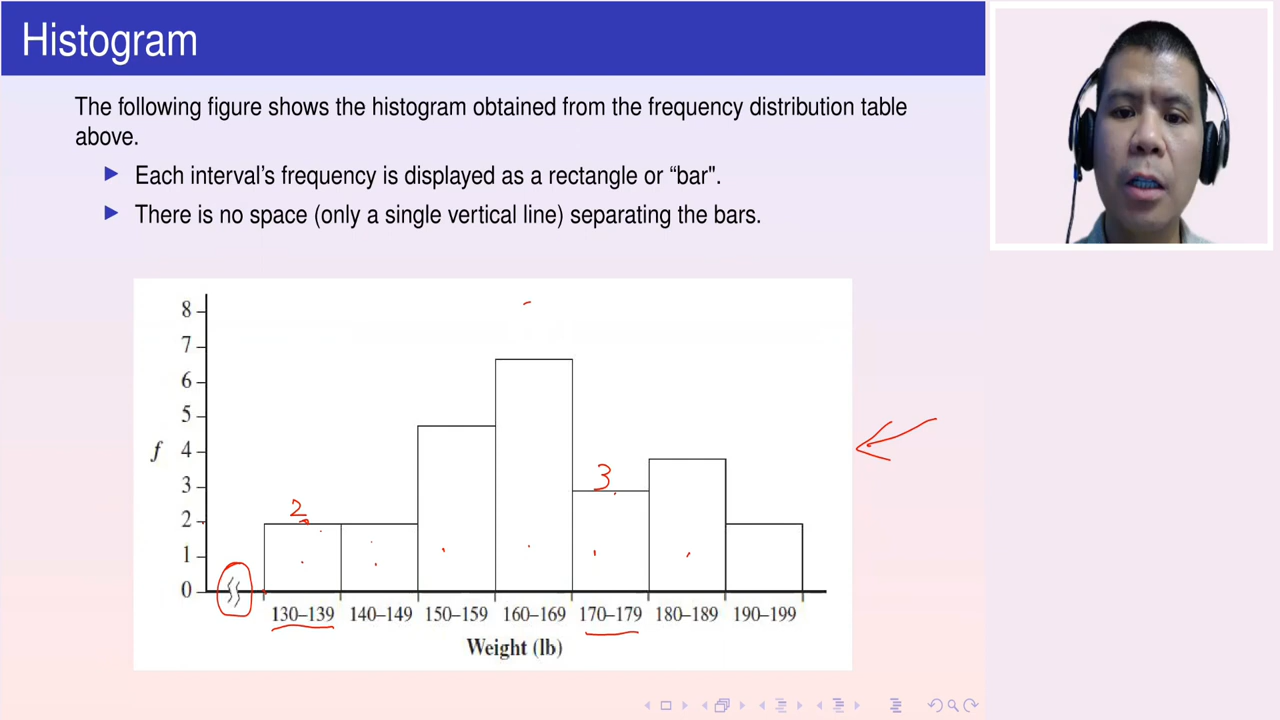 Histogram
The following figure shows the histogram obtained from the frequency distribution table
above.
Each interval's frequency is displayed as a rectangle or “bar".
There is no space (only a single vertical line) separating the bars.
8
7
6
5
f 4
3
2
1
0
2
3
130–139 140–149 150–159 160–169 170–179 180–189 190–199
Weight (lb)